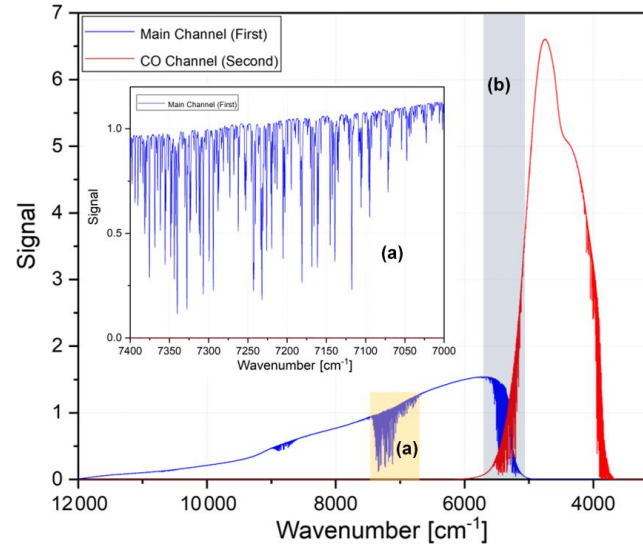 7
6
5
4
3
2
1
0
Signal
Main Channel (First)
CO Channel (Second)
(b)
Main Channel (First)
1.0
0.5
0.0
Signal
(a)
7400 7350 7300 7250 7200 7150 7100 7050 7000
Wavenumber [cm⁻¹]
(a)
12000 10000 8000 6000 4000
Wavenumber [cm⁻¹]